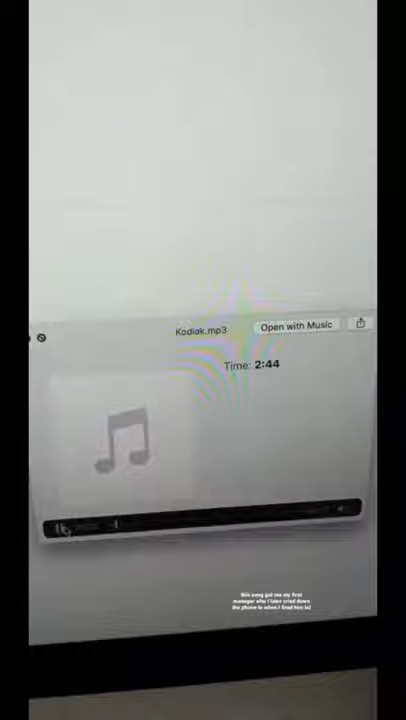 Kodiak.mp3
Open with Music
Time: 2:44
this song got me my first
manager who I later cried down
the phone to when I fired him lol